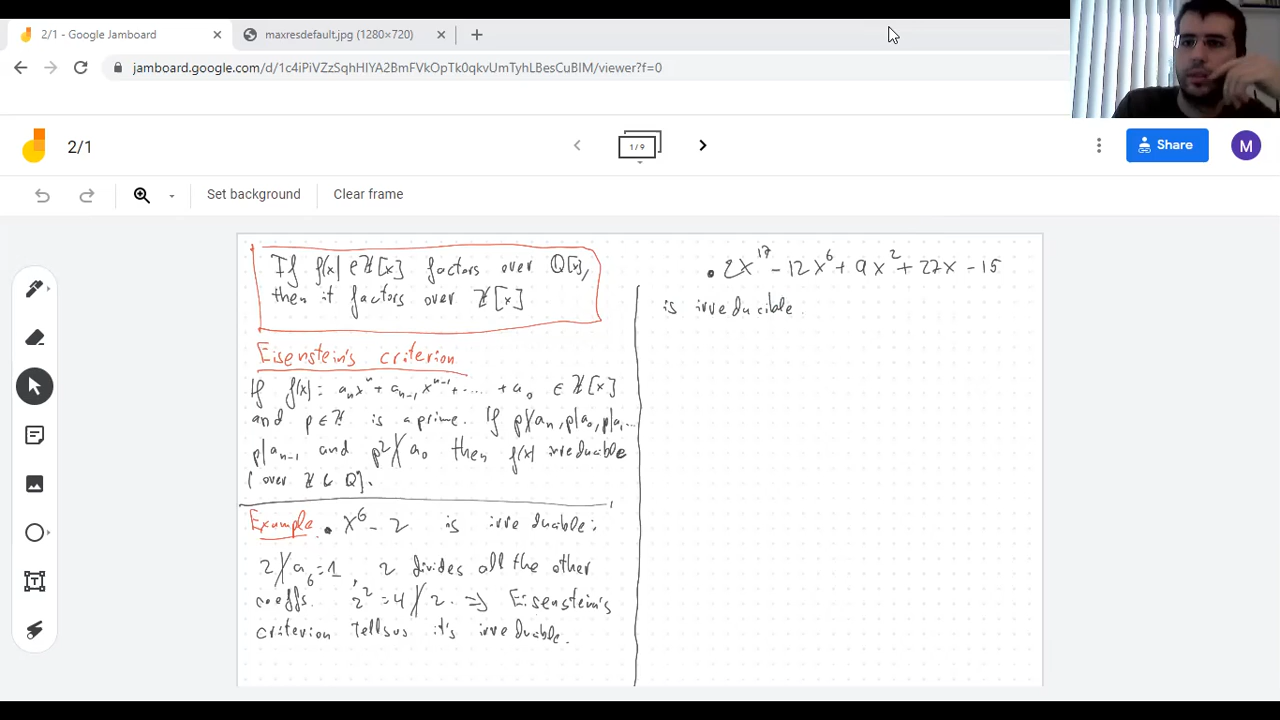 2/1 - Google Jamboard
maxresdefault.jpg (1280×720)
jamboard.google.com/d/1c4iPiVZzSqhHIYA2BmFVkOpTk0qkvUmTyhLBesCuBIM/viewer?f=0
2/1
1/9
Share
M
Set background
Clear frame
If f(x) ∈ ℤ[x] factors over Q[x],
then it factors over ℤ[x]
Eisenstein's criterion
If f(x) = aₙxⁿ + aₙ₋₁xⁿ⁻¹ + ... + a₀ ∈ ℤ[x]
and p ∈ ℤ is a prime. If p∤aₙ, p|a₀, p|a₁...
p|aₙ₋₁ and p²∤a₀ then f(x) irreducible
( over ℤ & Q).
Example • x⁶ - 2 is irreducible:
2∤a₆=1, 2 divides all the other
coeffs. 2² = 4∤2. ⇒ Eisenstein's
criterion tells us it's irreducible.
• 2x¹⁷ - 12x⁶ + 9x² + 27x - 15
is irreducible.